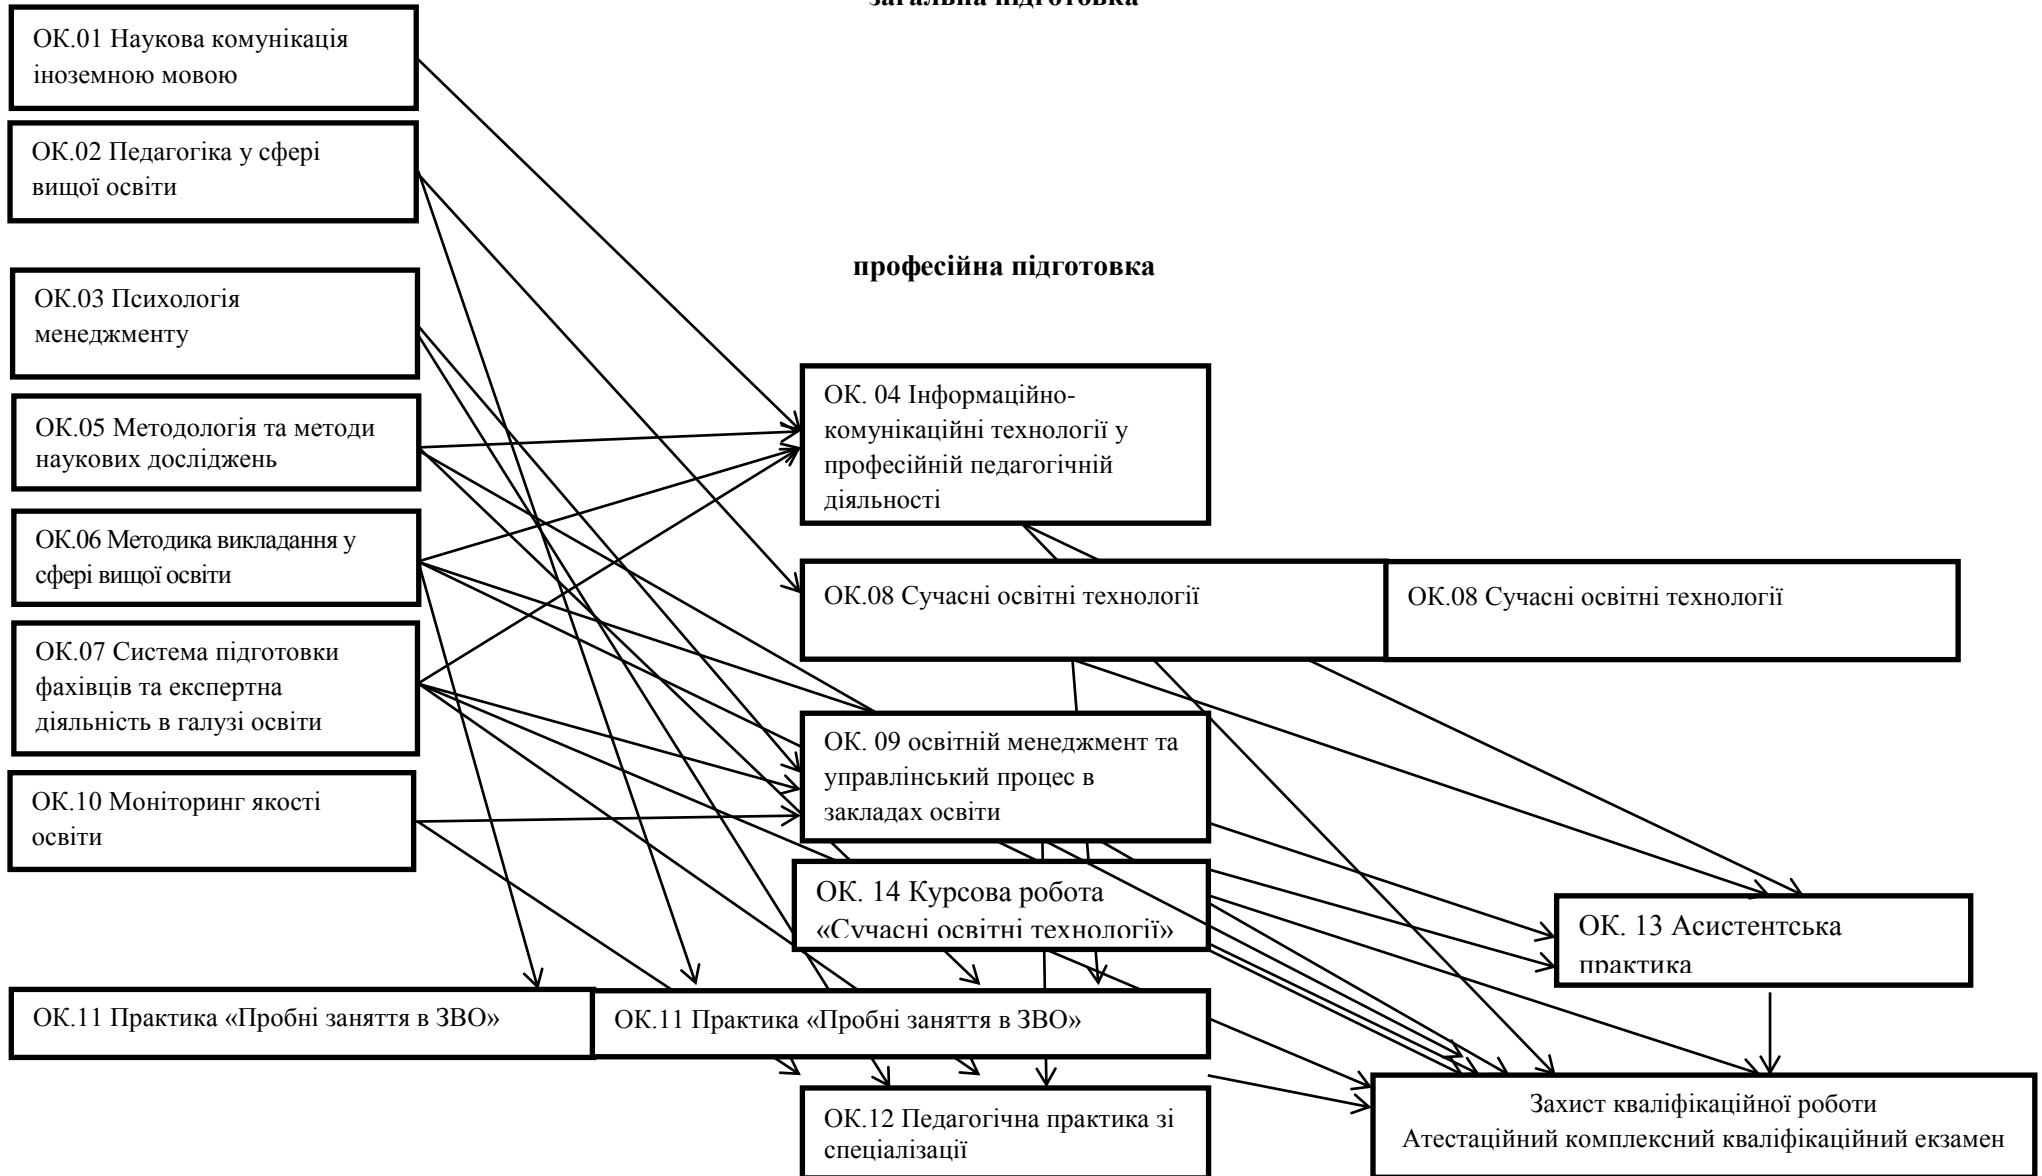 загальна підготовка
ОК.01 Наукова комунікація
іноземною мовою
ОК.02 Педагогіка у сфері
вищої освіти
професійна підготовка
ОК.03 Психологія
менеджменту
ОК. 04 Інформаційно-
комунікаційні технології у
професійній педагогічній
діяльності
ОК.05 Методологія та методи
наукових досліджень
ОК.06 Методика викладання у
сфері вищої освіти
ОК.08 Сучасні освітні технології
ОК.08 Сучасні освітні технології
ОК.07 Система підготовки
фахівців та експертна
діяльність в галузі освіти
ОК. 09 освітній менеджмент та
управлінський процес в
закладах освіти
ОК.10 Моніторинг якості
освіти
ОК. 14 Курсова робота
«Сучасні освітні технології»
ОК. 13 Асистентська
практика
ОК.11 Практика «Пробні заняття в ЗВО»
ОК.11 Практика «Пробні заняття в ЗВО»
ОК.12 Педагогічна практика зі
спеціалізації
Захист кваліфікаційної роботи
Атестаційний комплексний кваліфікаційний екзамен